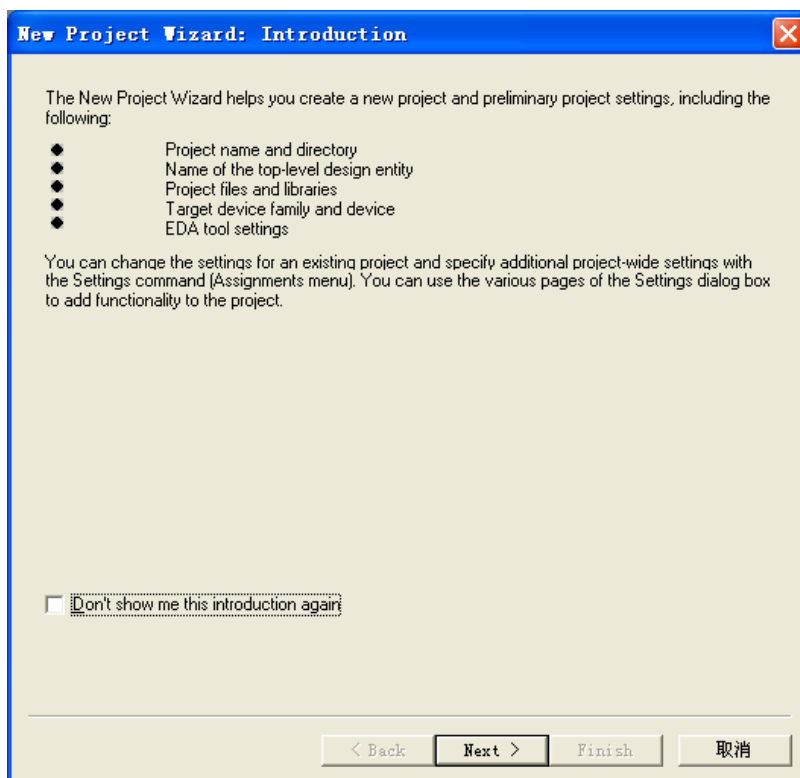 New Project Wizard: Introduction
The New Project Wizard helps you create a new project and preliminary project settings, including the
following:
Project name and directory
Name of the top-level design entity
Project files and libraries
Target device family and device
EDA tool settings
You can change the settings for an existing project and specify additional project-wide settings with
the Settings command (Assignments menu). You can use the various pages of the Settings dialog box
to add functionality to the project.
Don't show me this introduction again
< Back Next > Finish 取消